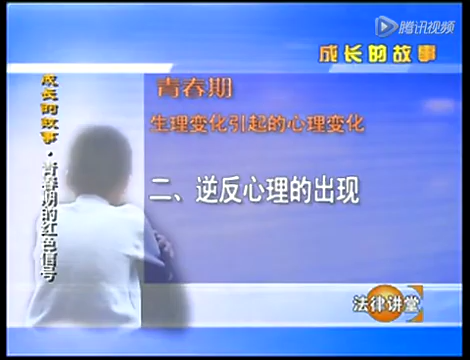 腾讯视频
成长的故事
青春期
生理变化引起的心理变化
二、逆反心理的出现
成长的故事·青春期的红色信号
法律讲堂